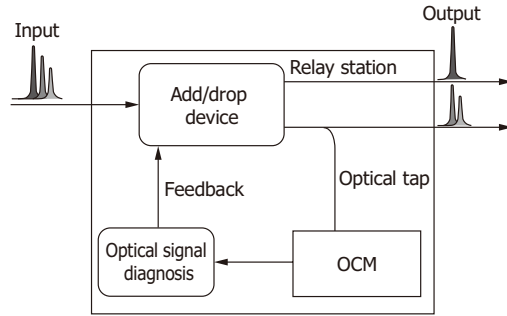 Input
Output
Relay station
Add/drop
device
Optical tap
Feedback
Optical signal
diagnosis
OCM